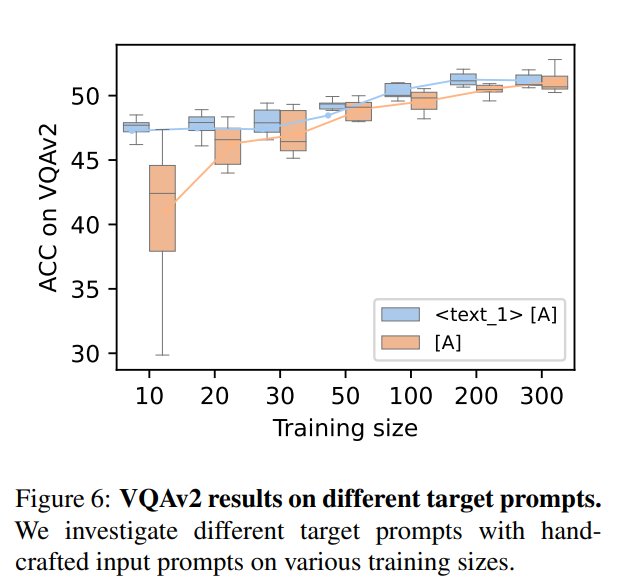 ACC on VQAv2
50
45
40
35
30
<text_1> [A]
[A]
10 20 30 50 100 200 300
Training size
Figure 6: VQAv2 results on different target prompts.
We investigate different target prompts with hand-
crafted input prompts on various training sizes.